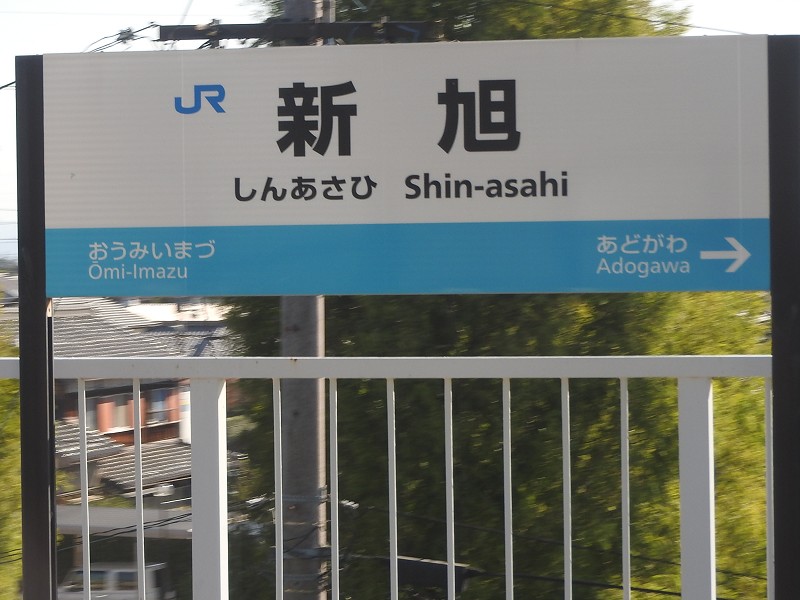 JR
新 旭
しんあさひ Shin-asahi
おうみいまづ
Ōmi-Imazu
あどがわ
Adogawa